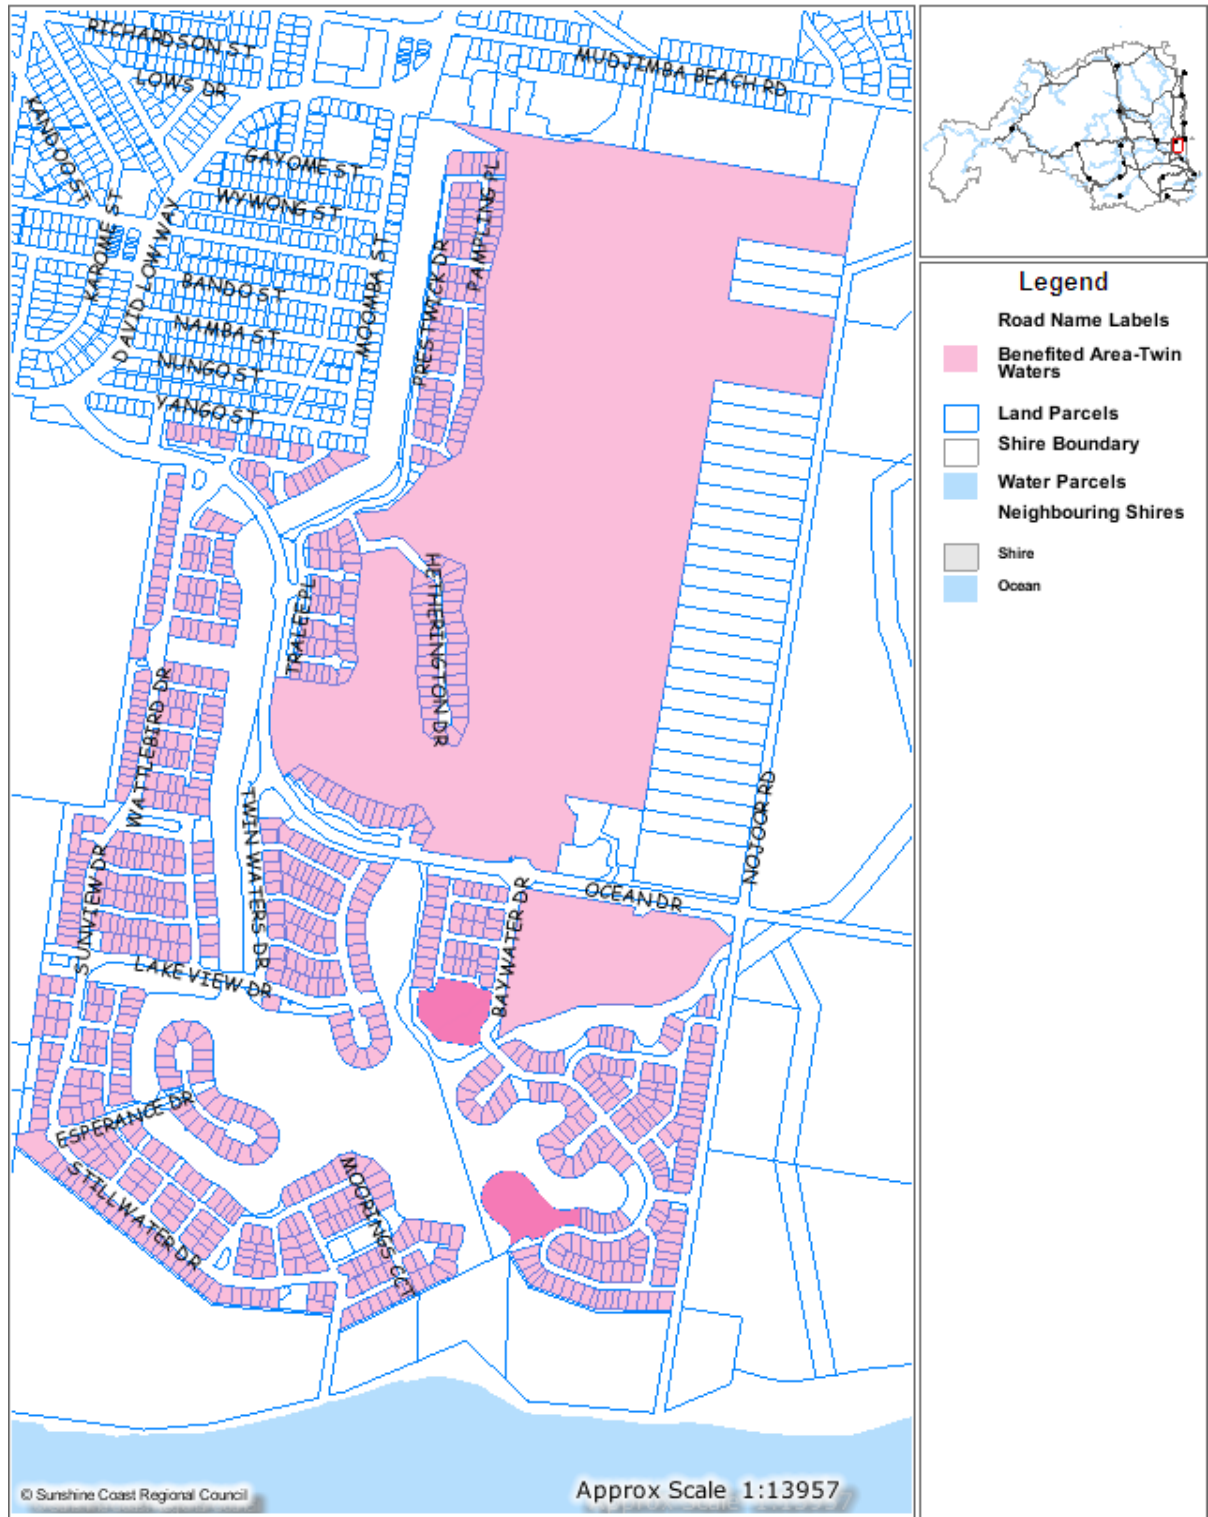 RICHARDSON ST
MUDJIMBA BEACH RD
LOWS DR
KANDOO ST
GAYOME ST
WYWONG ST
PAMPLING PL
KAROME ST
DAVID LOW WAY
MOOMBA ST
PRESTWICK DR
BANDO ST
NAMBA ST
NUNGO ST
YANGO ST
HETHERINGTON DR
TRALEE PL
WATTLEBIRD DR
TWIN WATERS DR
NOJOOR RD
SUNVIEW DR
OCEAN DR
BAYWATER DR
LAKEVIEW DR
ESPERANCE DR
STILLWATER DR
MOORINGS CCT
© Sunshine Coast Regional Council
Approx Scale 1:13957
Legend
Road Name Labels
Benefited Area-Twin
Waters
Land Parcels
Shire Boundary
Water Parcels
Neighbouring Shires
Shire
Ocean